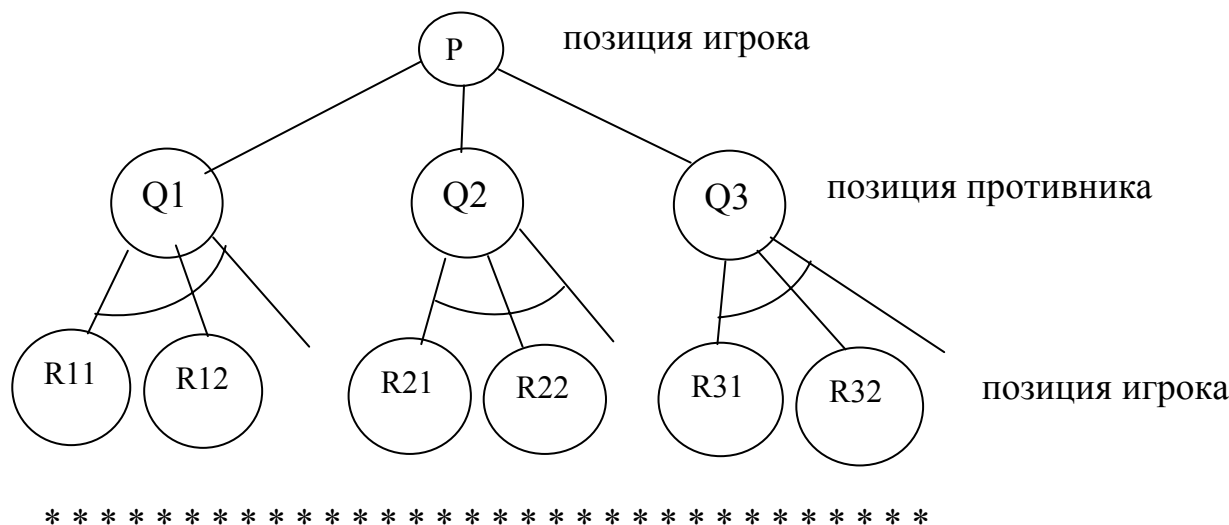 P позиция игрока
Q1 Q2 Q3 позиция противника
R11 R12 R21 R22 R31 R32 позиция игрока
* * * * * * * * * * * * * * * * * * * * * * * * * * * * * * * *